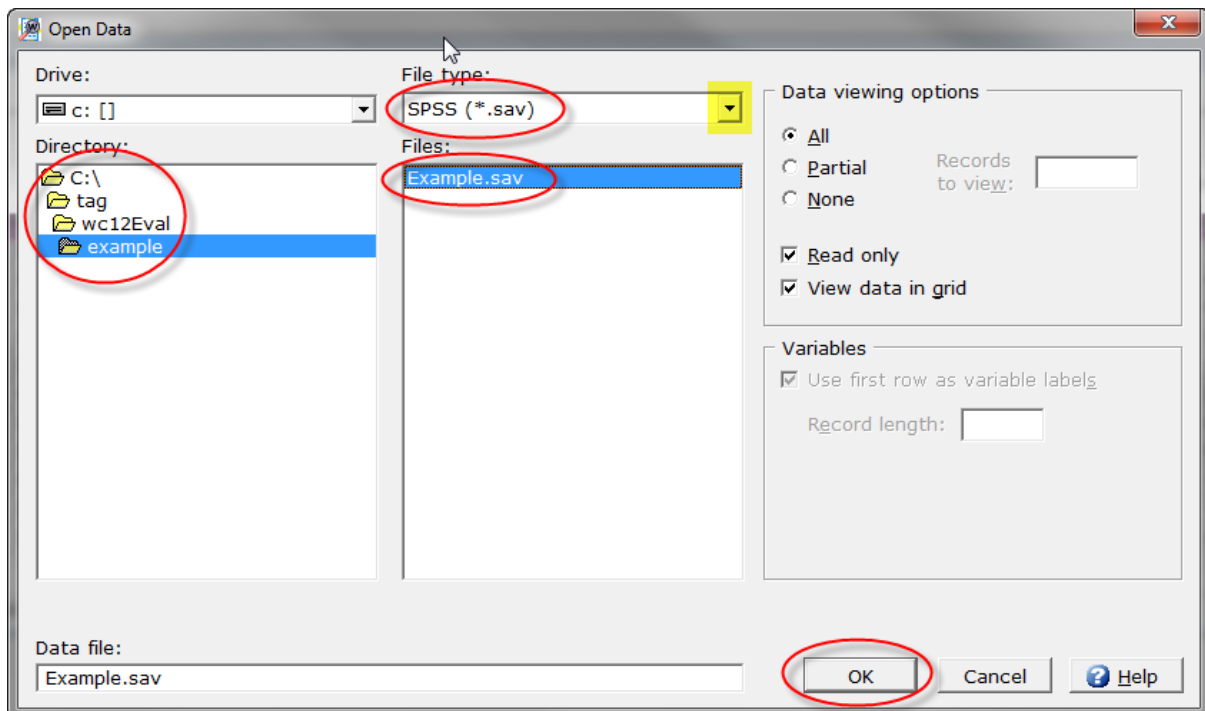 Open Data
Drive:
c: []
Directory:
C:\
tag
wc12Eval
example
File type:
SPSS (*.sav)
Files:
Example.sav
Data viewing options
All
Partial
None
Records
to view:
Read only
View data in grid
Variables
Use first row as variable labels
Record length:
Data file:
Example.sav
OK
Cancel
Help